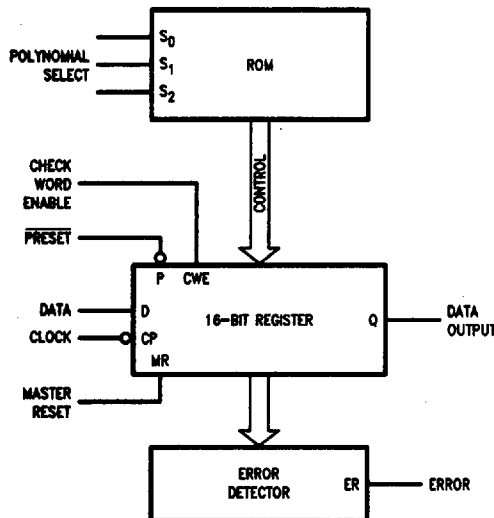 POLYNOMIAL
SELECT
S0
S1
S2
ROM
CONTROL
CHECK
WORD
ENABLE
PRESET
P CWE
DATA
D
16-BIT REGISTER
Q
DATA
OUTPUT
CLOCK
CP
MR
MASTER
RESET
ERROR
DETECTOR
ER
ERROR